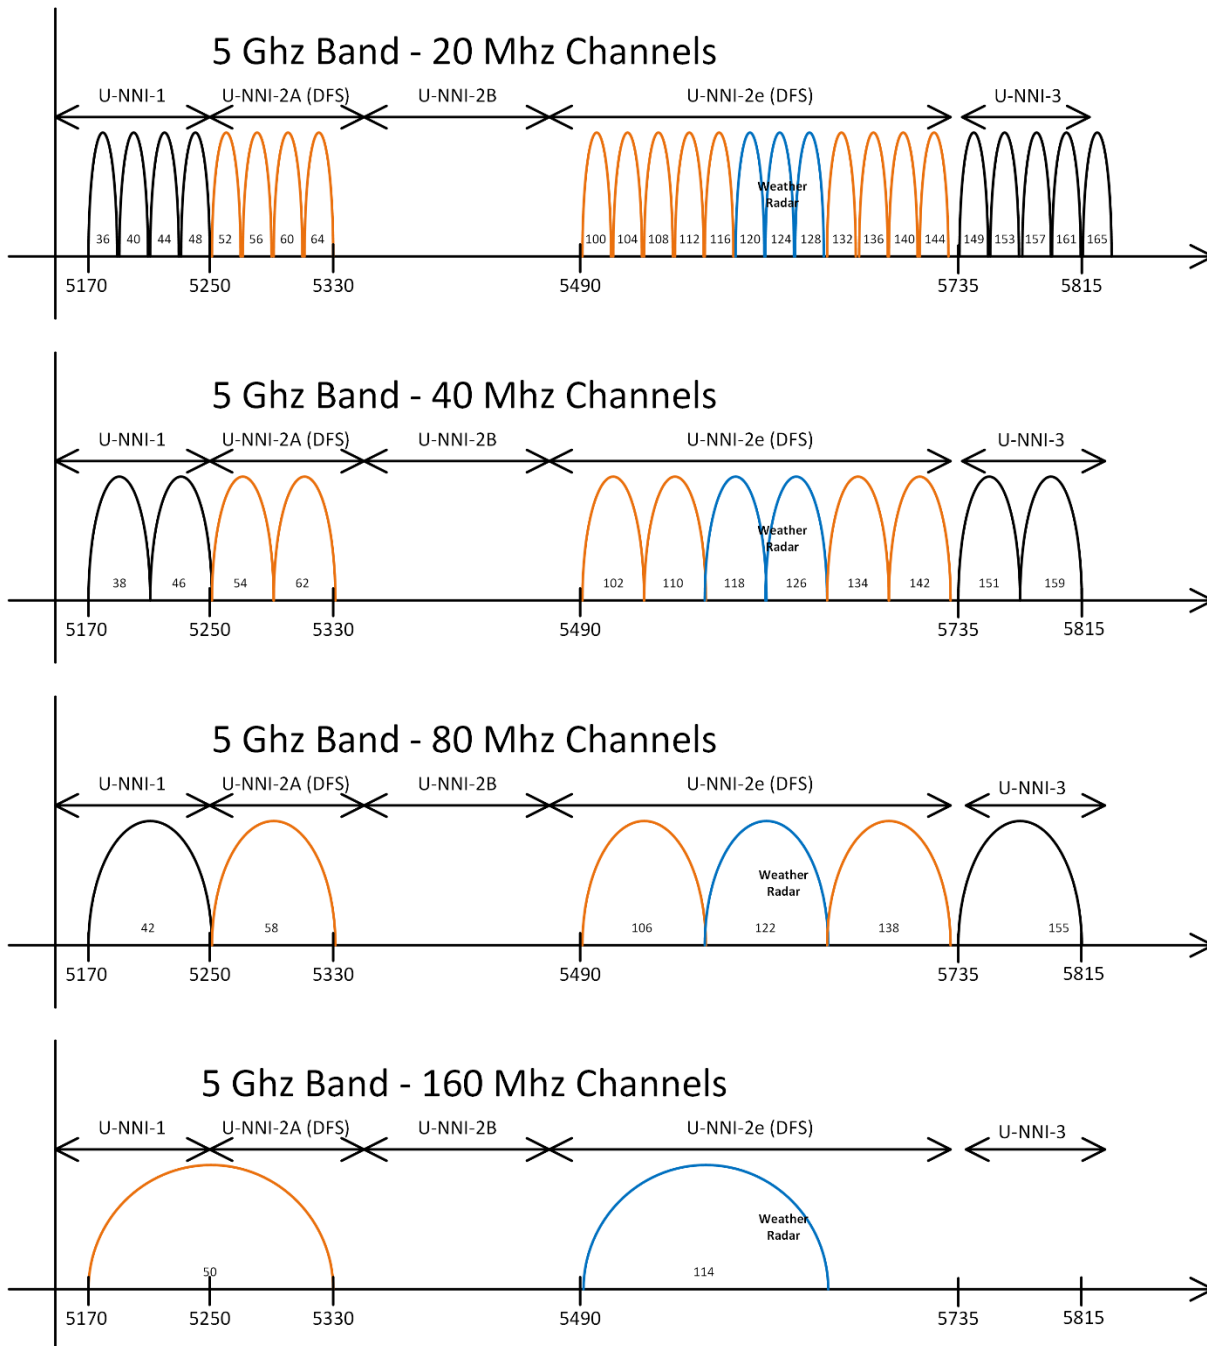 5 Ghz Band - 20 Mhz Channels
U-NNI-1 U-NNI-2A (DFS) U-NNI-2B U-NNI-2e (DFS) U-NNI-3
Weather
Radar
36 40 44 48 52 56 60 64 100 104 108 112 116 120 124 128 132 136 140 144 149 153 157 161 165
5170 5250 5330 5490 5735 5815
5 Ghz Band - 40 Mhz Channels
U-NNI-1 U-NNI-2A (DFS) U-NNI-2B U-NNI-2e (DFS) U-NNI-3
Weather
Radar
38 46 54 62 102 110 118 126 134 142 151 159
5170 5250 5330 5490 5735 5815
5 Ghz Band - 80 Mhz Channels
U-NNI-1 U-NNI-2A (DFS) U-NNI-2B U-NNI-2e (DFS) U-NNI-3
Weather
Radar
42 58 106 122 138 155
5170 5250 5330 5490 5735 5815
5 Ghz Band - 160 Mhz Channels
U-NNI-1 U-NNI-2A (DFS) U-NNI-2B U-NNI-2e (DFS) U-NNI-3
Weather
Radar
50 114
5170 5250 5330 5490 5735 5815